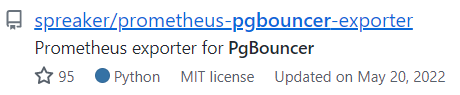 spreaker/prometheus-pgbouncer-exporter
Prometheus exporter for PgBouncer
95 Python MIT license Updated on May 20, 2022